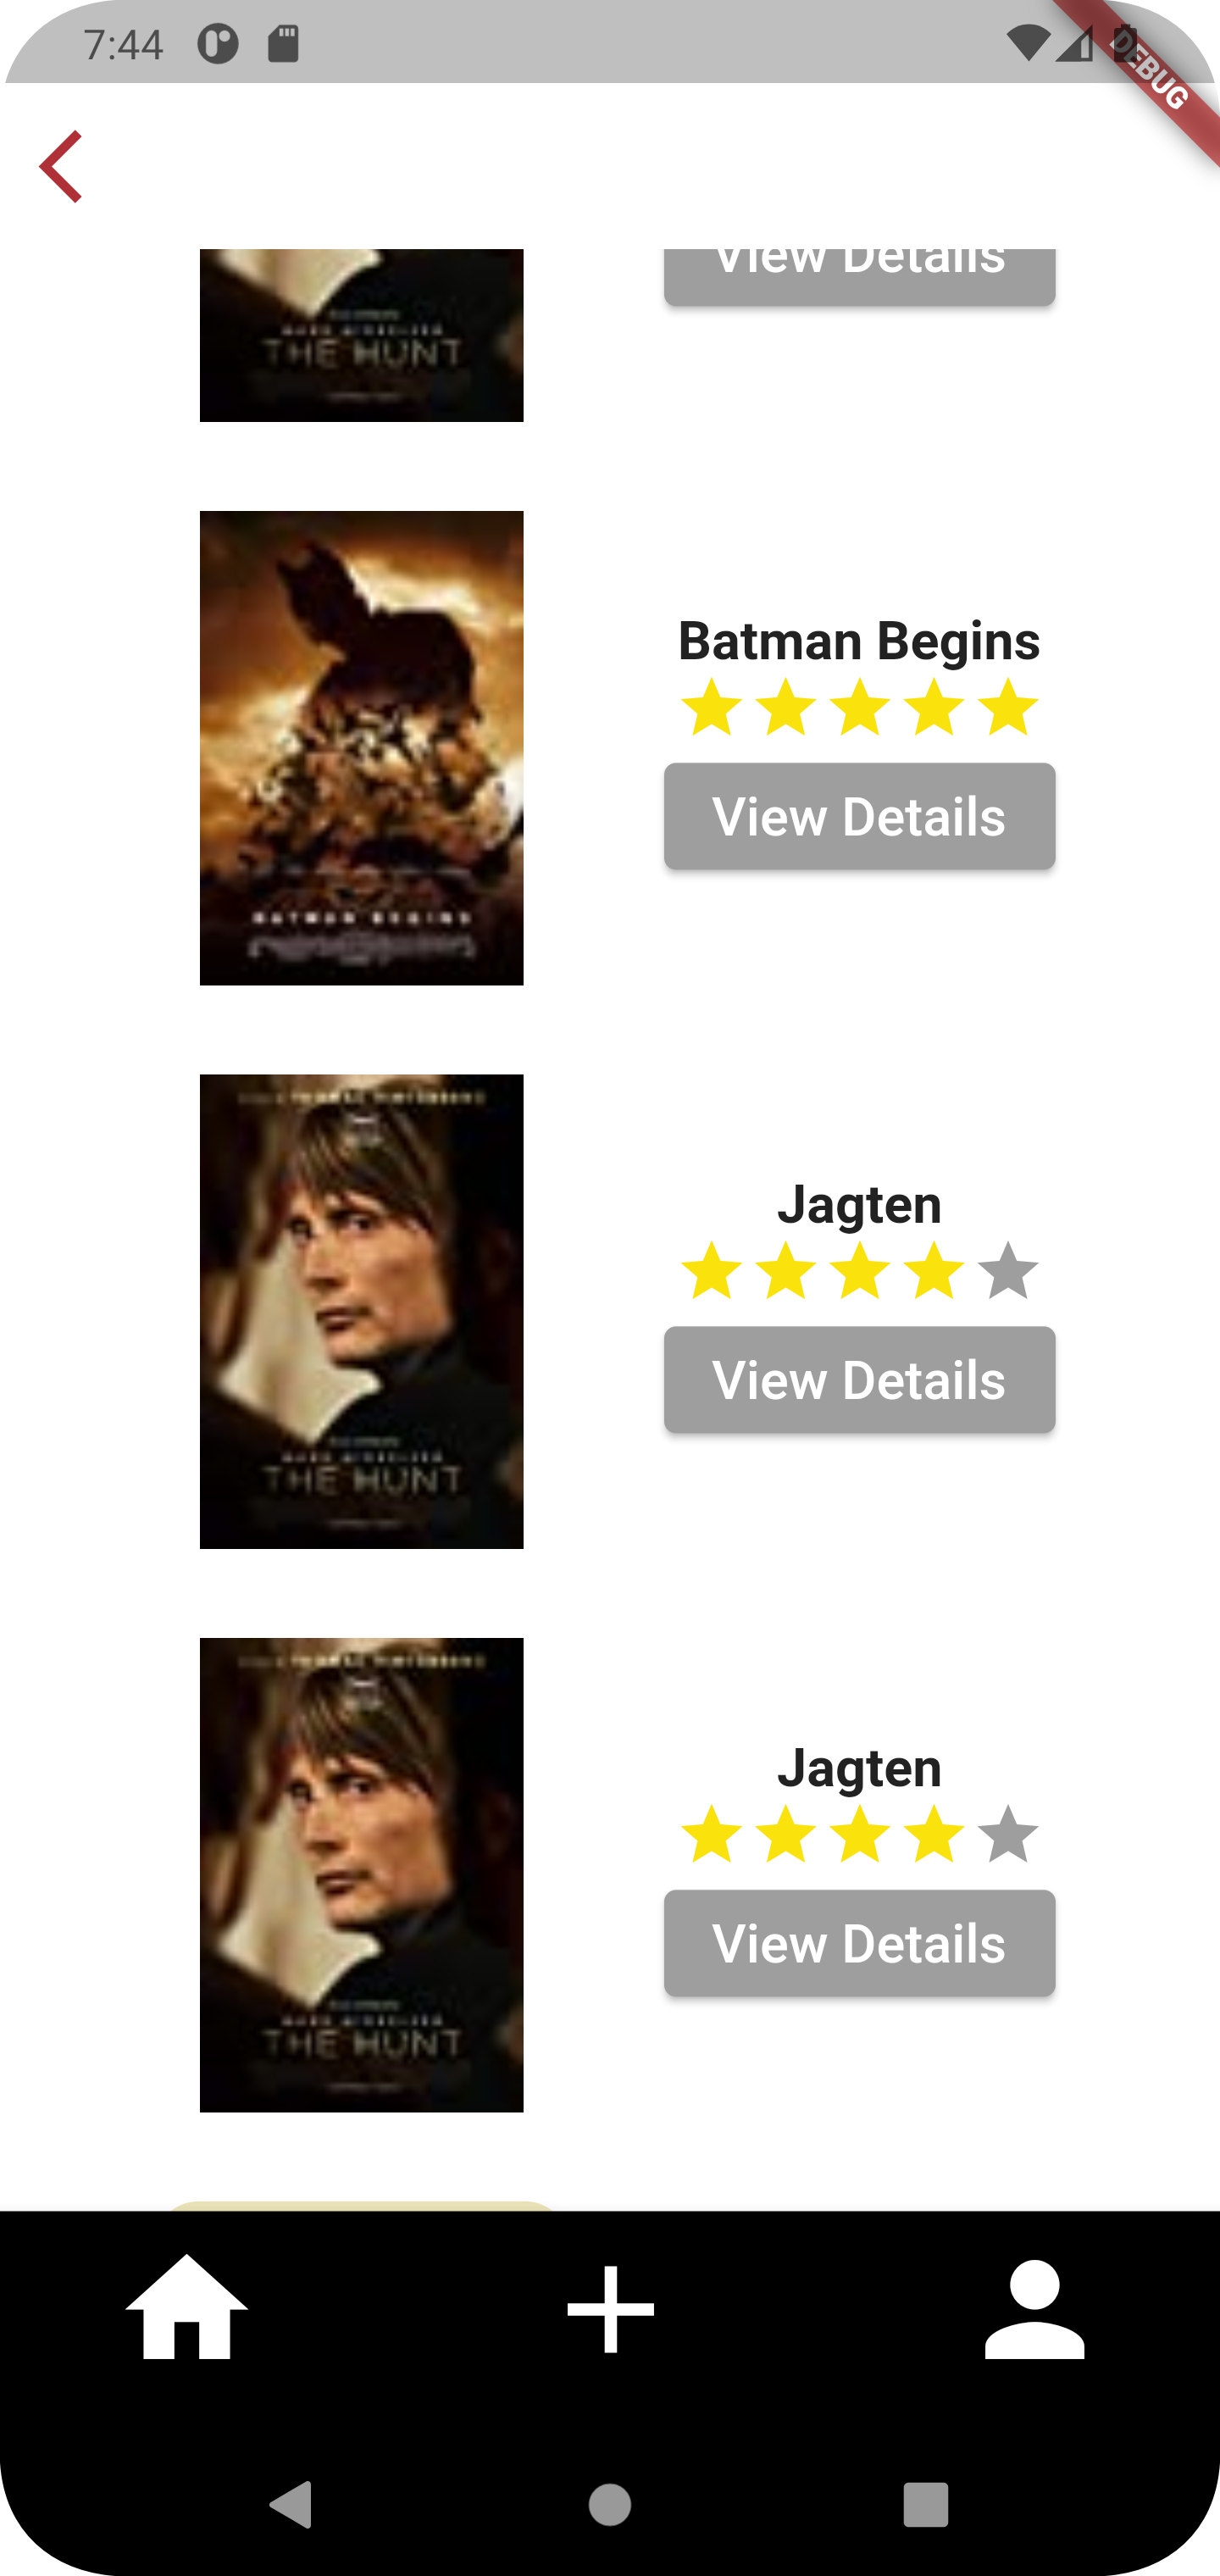 7:44
DEBUG
View Details
THE HUNT
Batman Begins
View Details
BATMAN BEGINS
Jagten
View Details
THE HUNT
Jagten
View Details
THE HUNT